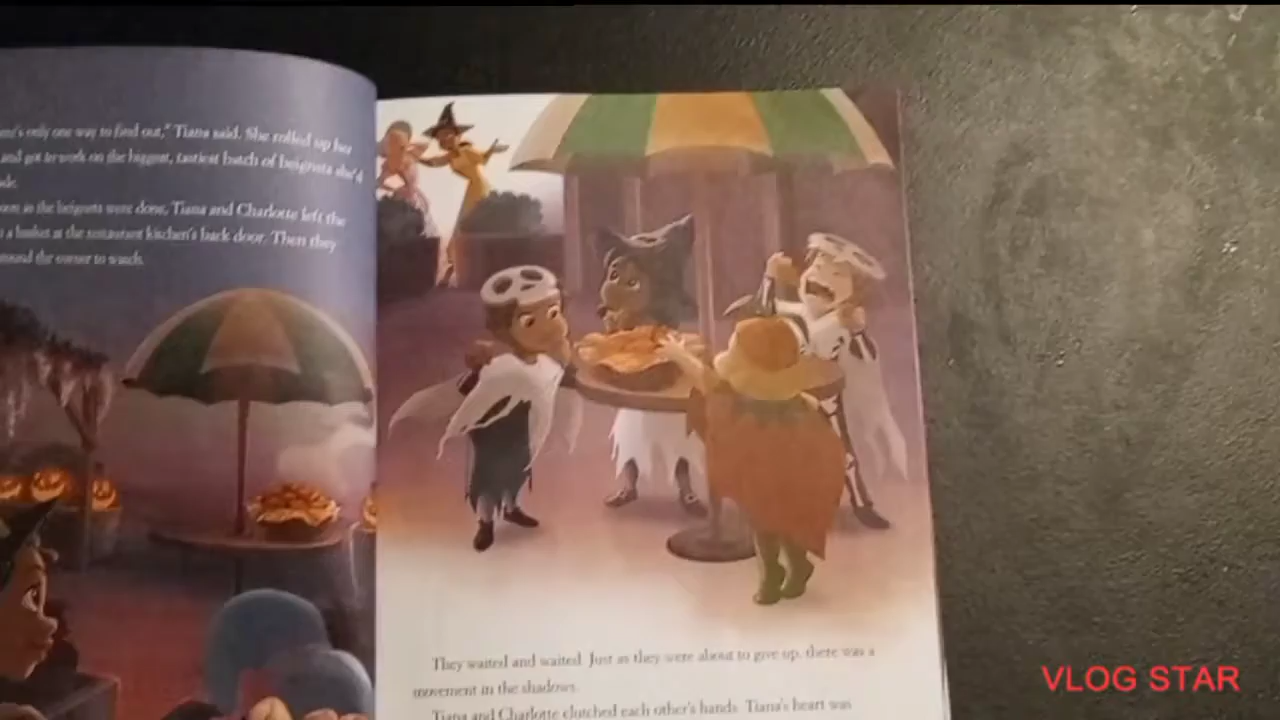 only one way to find out," Tiana said. She rolled up her
and got to work on the biggest, tastiest batch of beignets she'd
as the beignets were done, Tiana and Charlotte left the
a basket at the restaurant kitchen's back door. Then they
around the corner to watch.
They waited and waited. Just as they were about to give up, there was a
movement in the shadows.
Tiana and Charlotte clutched each other's hands. Tiana's heart was
VLOG STAR